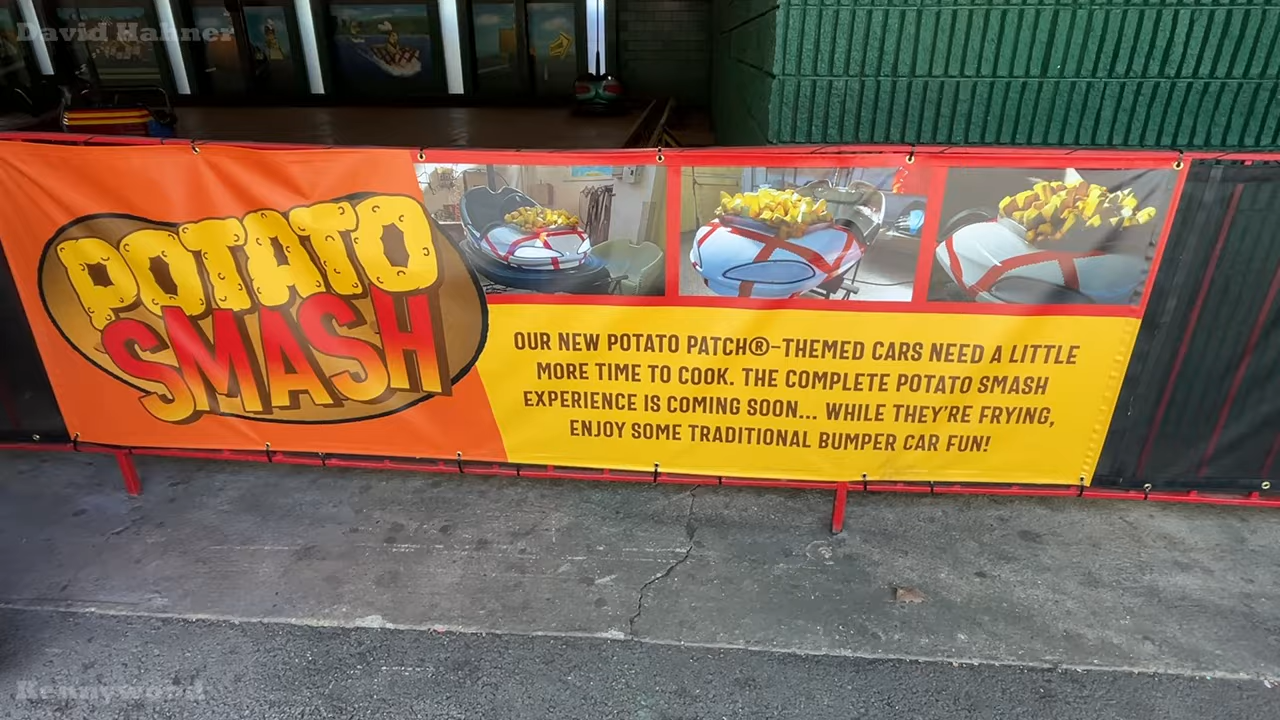 David Hahner
POTATO
SMASH
OUR NEW POTATO PATCH®-THEMED CARS NEED A LITTLE
MORE TIME TO COOK. THE COMPLETE POTATO SMASH
EXPERIENCE IS COMING SOON... WHILE THEY'RE FRYING,
ENJOY SOME TRADITIONAL BUMPER CAR FUN!
Kennywood